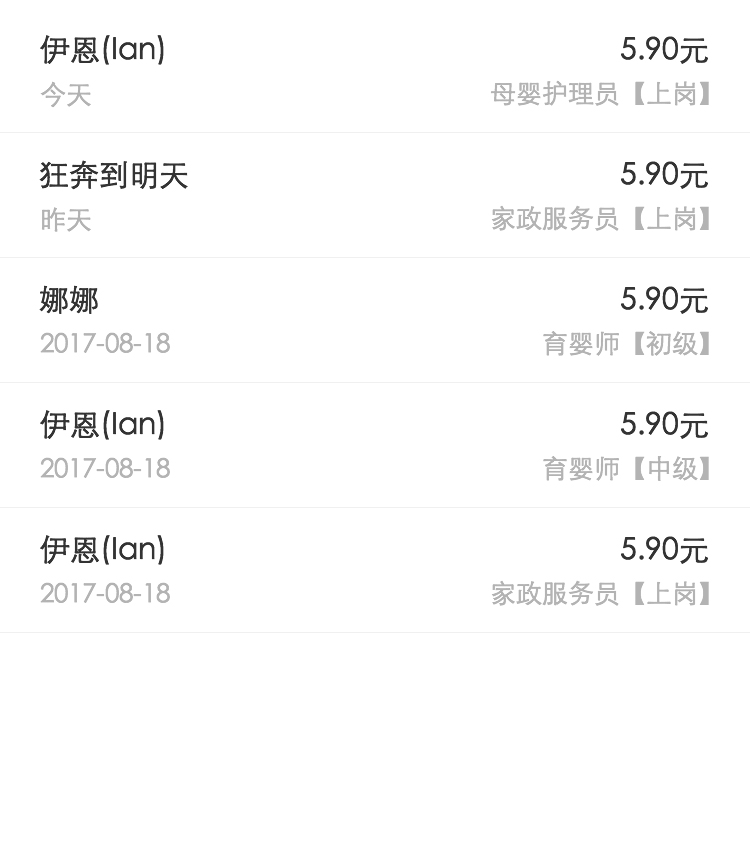 伊恩(Ian) 5.90元
今天 母婴护理员【上岗】
狂奔到明天 5.90元
昨天 家政服务员【上岗】
娜娜 5.90元
2017-08-18 育婴师【初级】
伊恩(Ian) 5.90元
2017-08-18 育婴师【中级】
伊恩(Ian) 5.90元
2017-08-18 家政服务员【上岗】